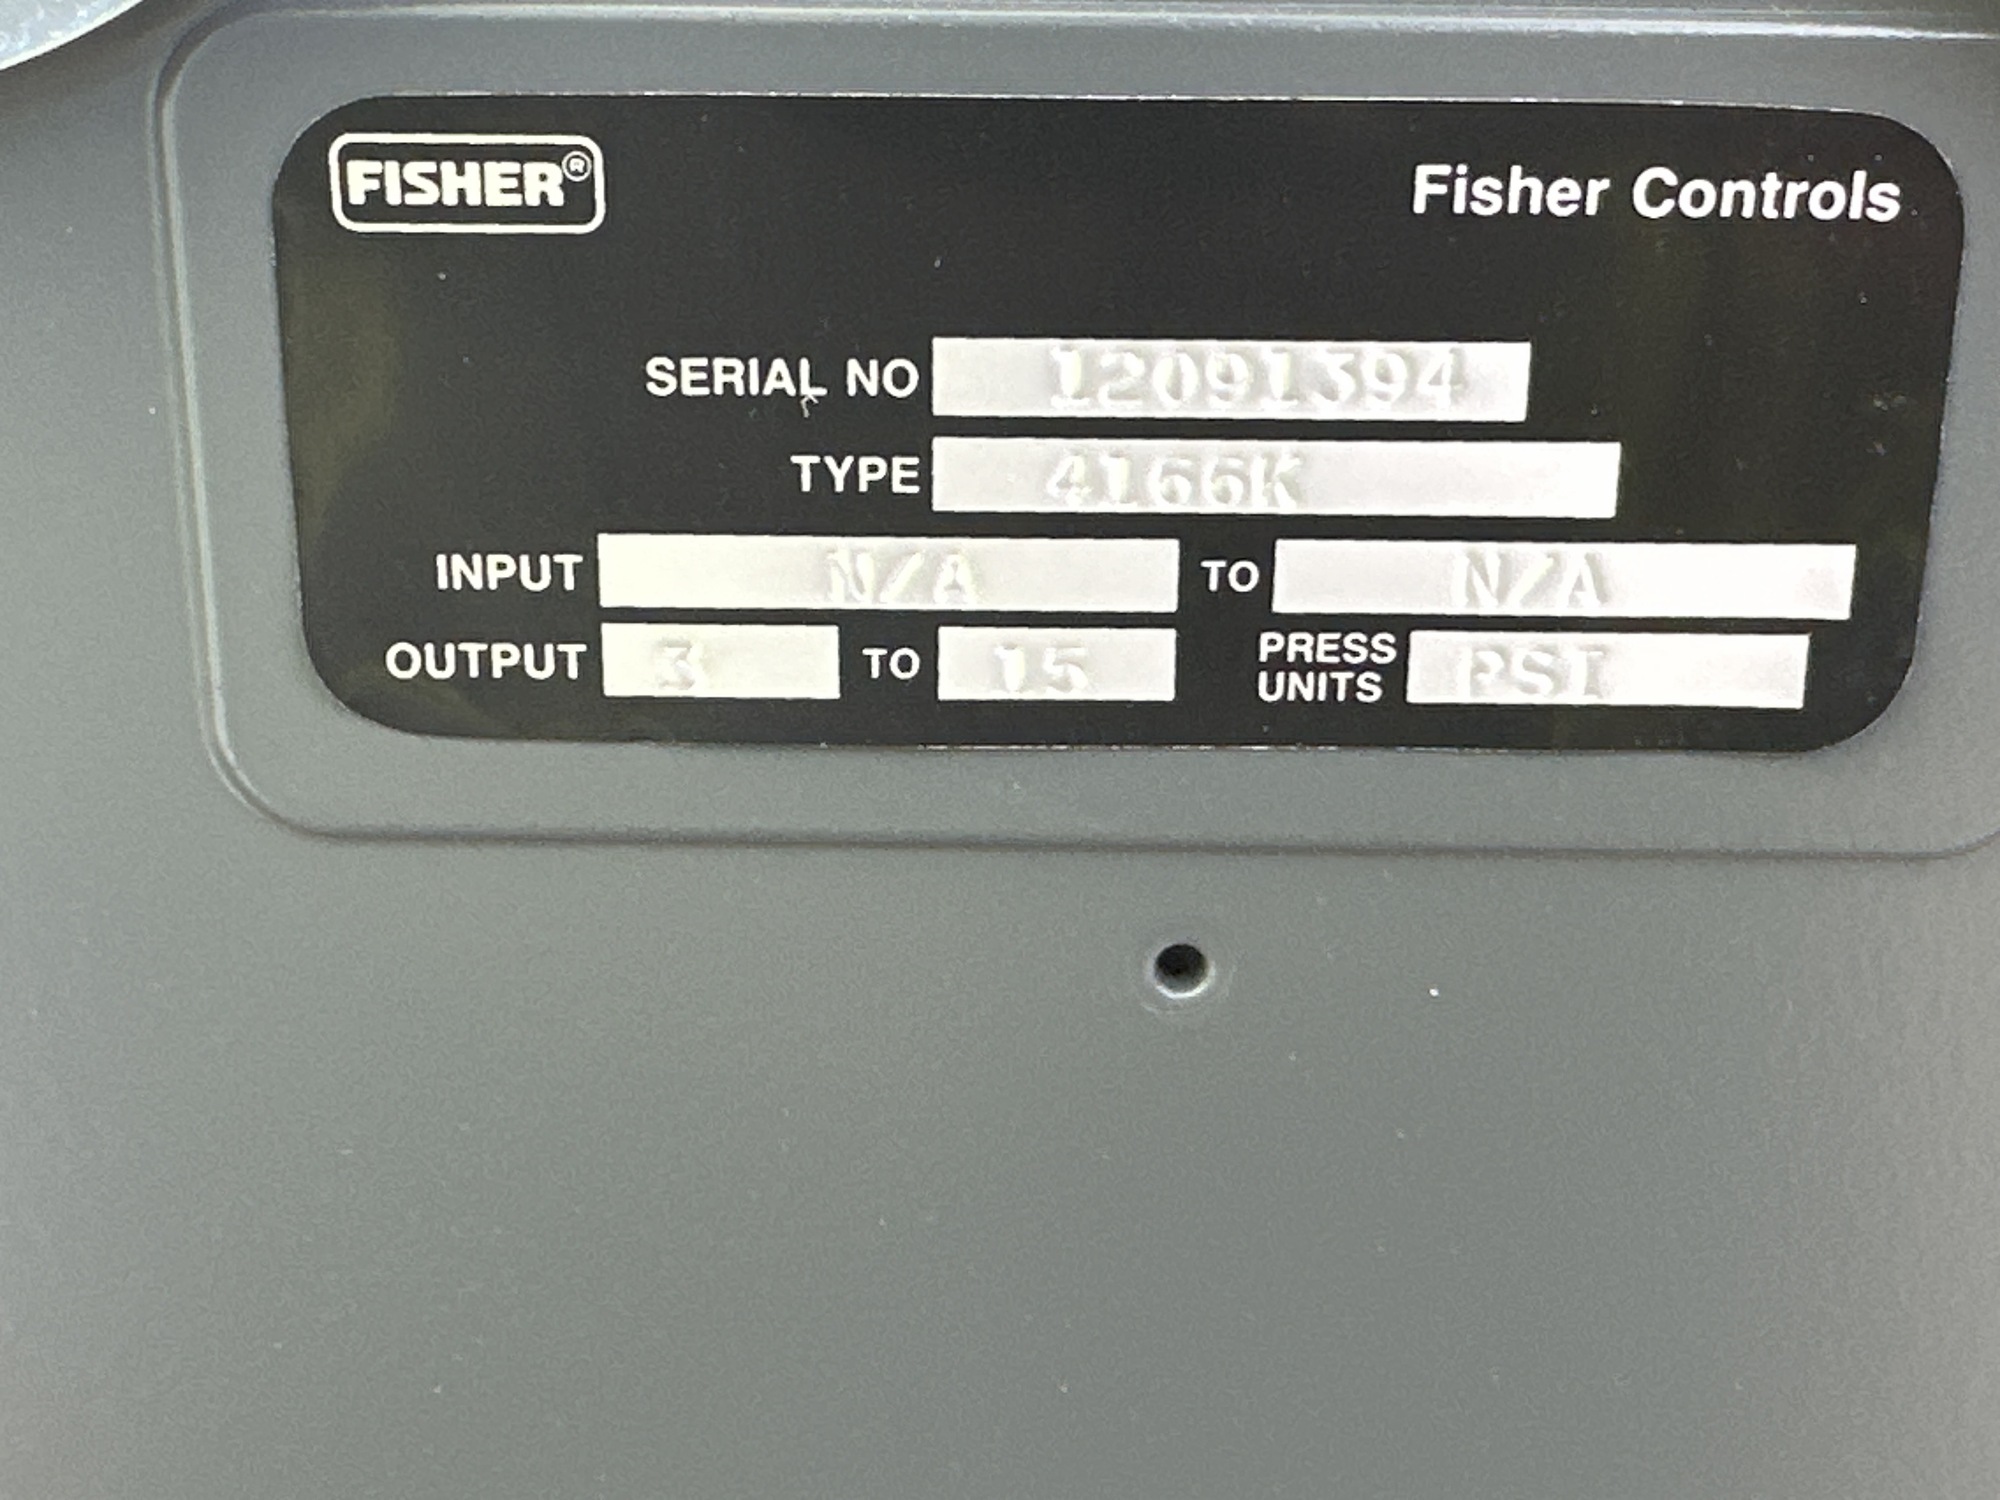 FISHER® Fisher Controls
SERIAL NO 12091394
TYPE 4166K
INPUT N/A TO N/A
OUTPUT 3 TO 15 PRESS UNITS PSI